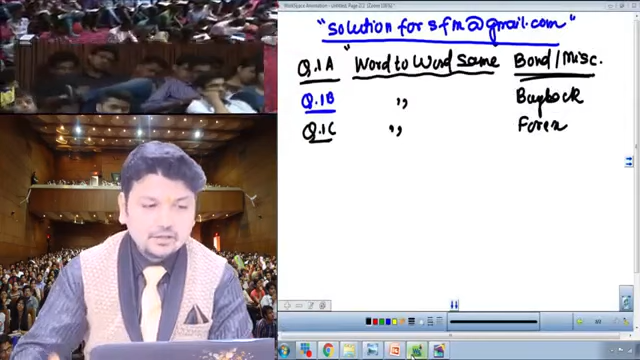 "solution for sfm@gmail.com"
Q.1A "Word to Word same Bond/Misc.
Q.1B ,, Buyback
Q.1C ,, Forex